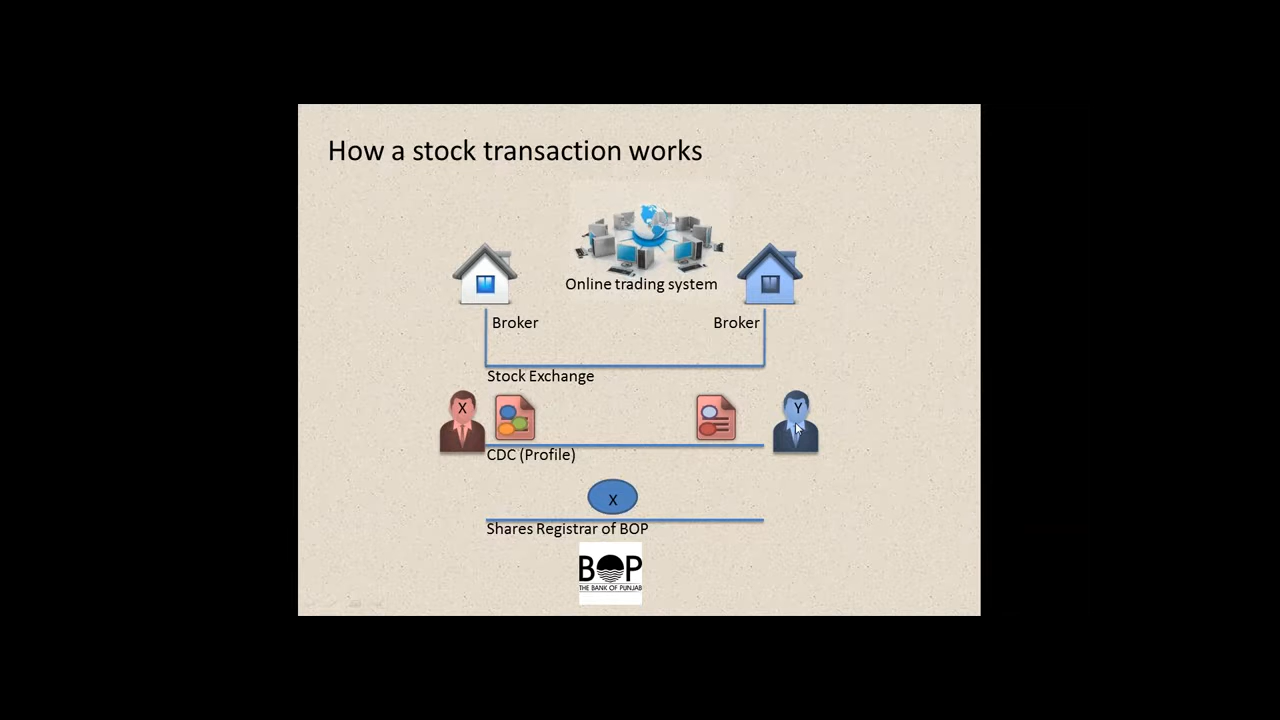 How a stock transaction works
Online trading system
Broker
Broker
Stock Exchange
X
Y
CDC (Profile)
X
Shares Registrar of BOP
BOP
THE BANK OF PUNJAB